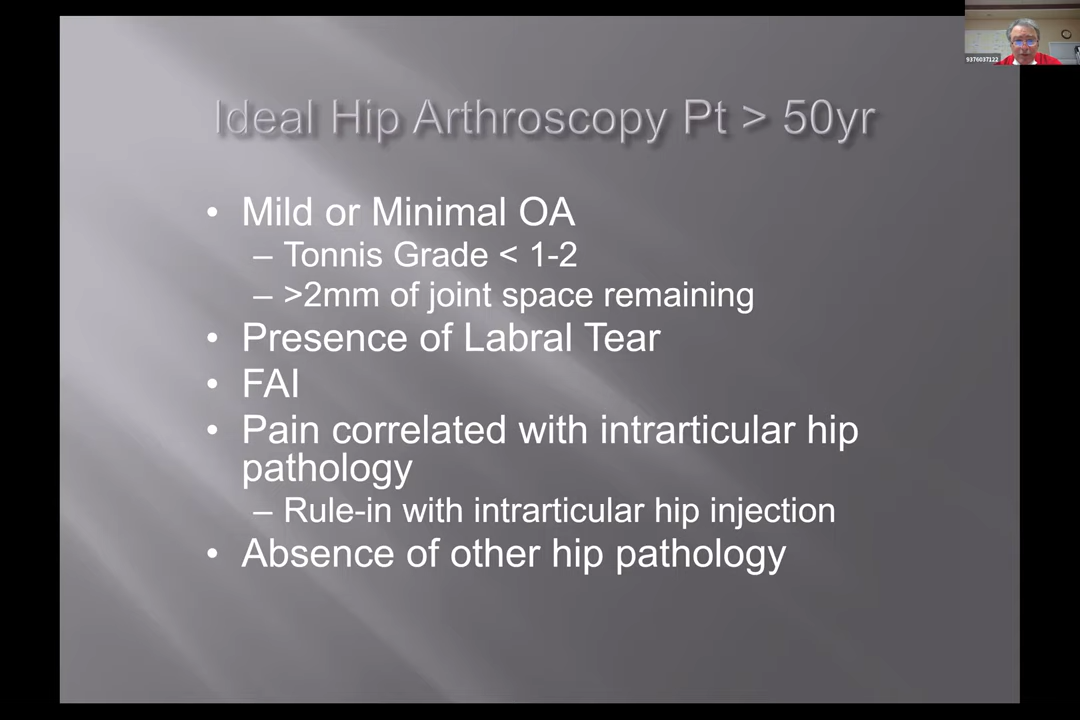 9376037122
Ideal Hip Arthroscopy Pt > 50yr
• Mild or Minimal OA
– Tonnis Grade < 1-2
– >2mm of joint space remaining
• Presence of Labral Tear
• FAI
• Pain correlated with intrarticular hip
pathology
– Rule-in with intrarticular hip injection
• Absence of other hip pathology